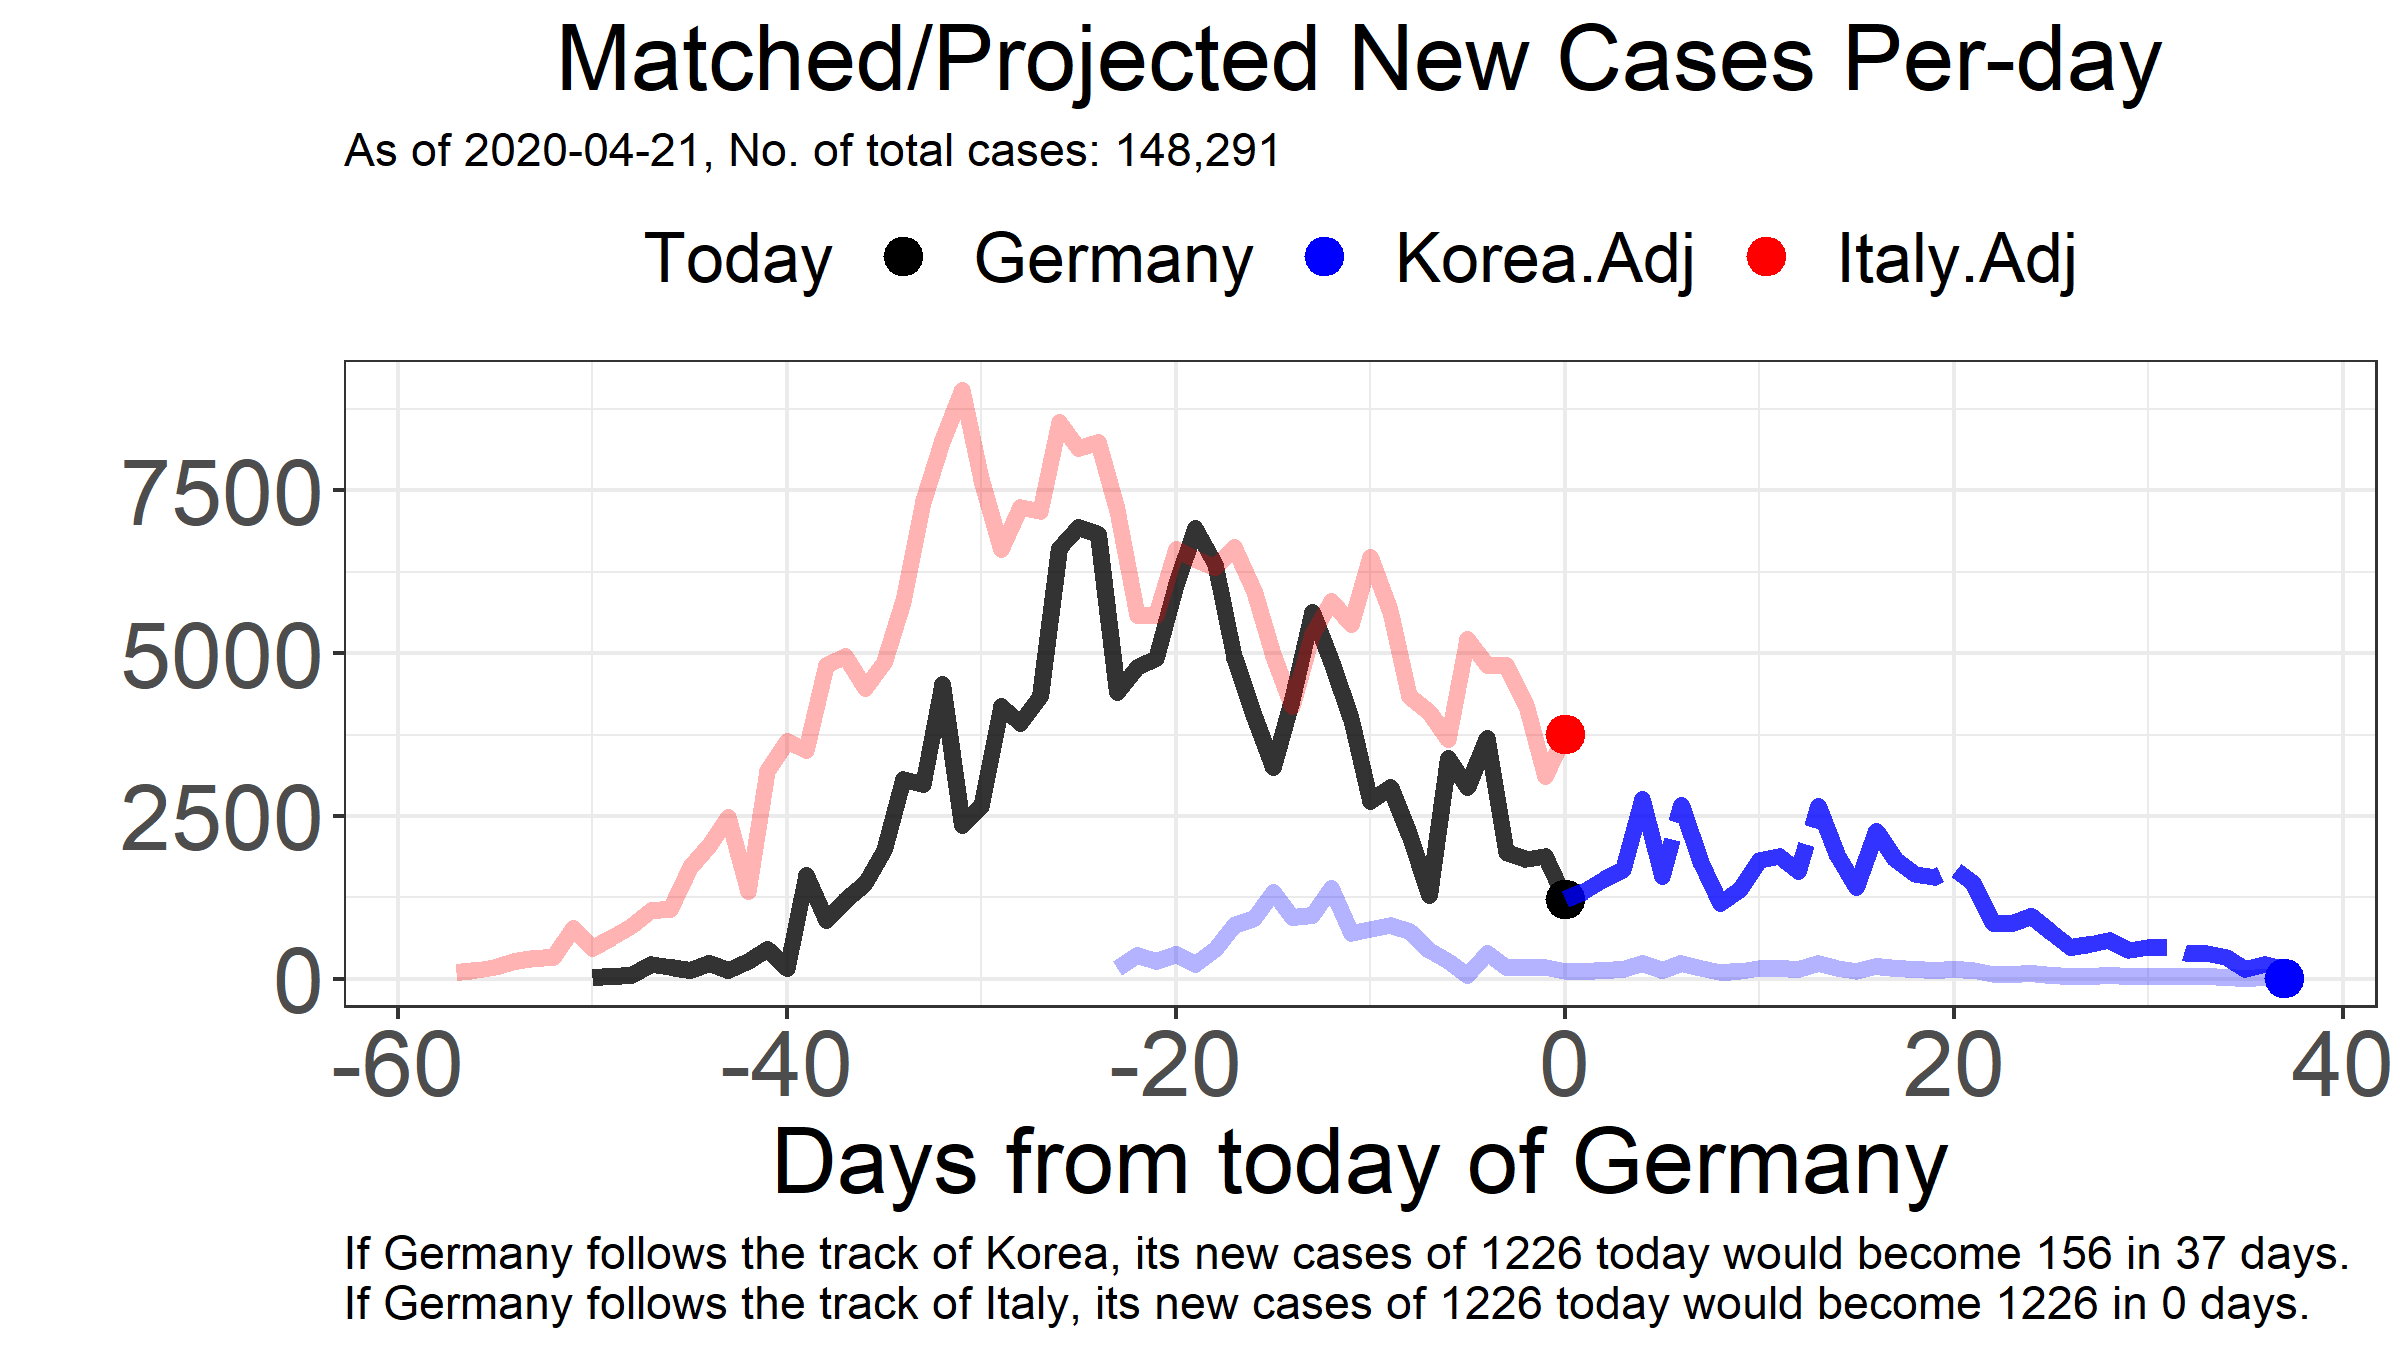 Matched/Projected New Cases Per-day
As of 2020-04-21, No. of total cases: 148,291
Today Germany Korea.Adj Italy.Adj
7500
5000
2500
0
-60 -40 -20 0 20 40
Days from today of Germany
If Germany follows the track of Korea, its new cases of 1226 today would become 156 in 37 days.
If Germany follows the track of Italy, its new cases of 1226 today would become 1226 in 0 days.